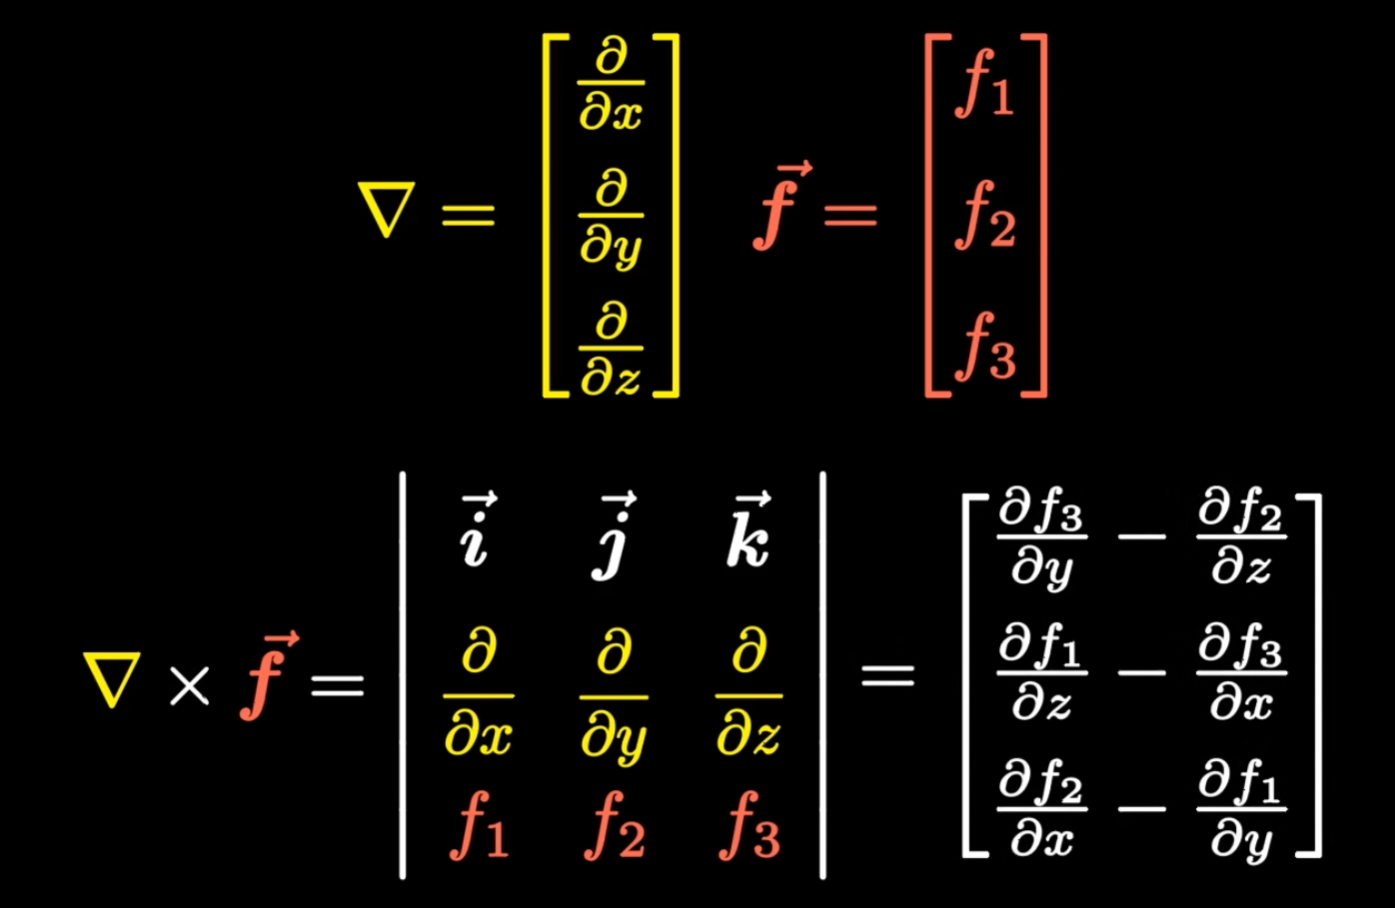 ∇ = [∂/∂x ∂/∂y ∂/∂z] f⃗ = [f₁ f₂ f₃]
∇ × f⃗ = | i⃗ j⃗ k⃗ | = [∂f₃/∂y − ∂f₂/∂z]
| ∂/∂x ∂/∂y ∂/∂z | [∂f₁/∂z − ∂f₃/∂x]
| f₁ f₂ f₃ | [∂f₂/∂x − ∂f₁/∂y]